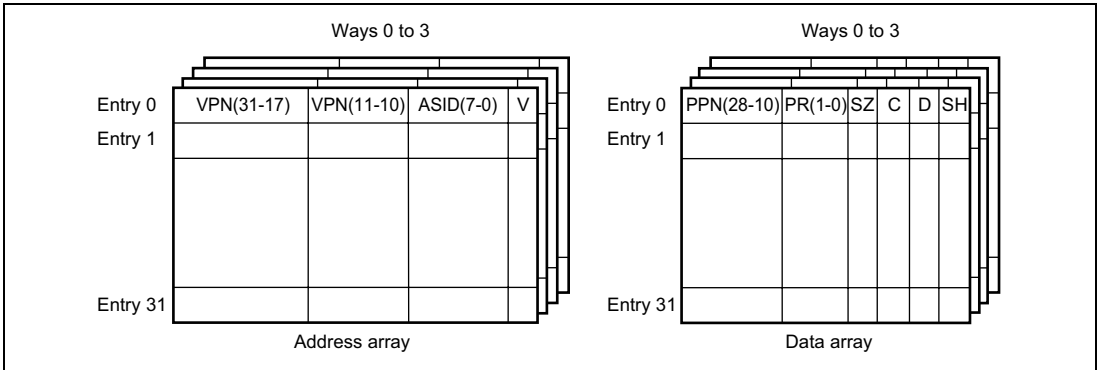 Ways 0 to 3
Ways 0 to 3
Entry 0
VPN(31-17) VPN(11-10) ASID(7-0) V
Entry 0
PPN(28-10) PR(1-0) SZ C D SH
Entry 1
Entry 1
Entry 31
Entry 31
Address array
Data array